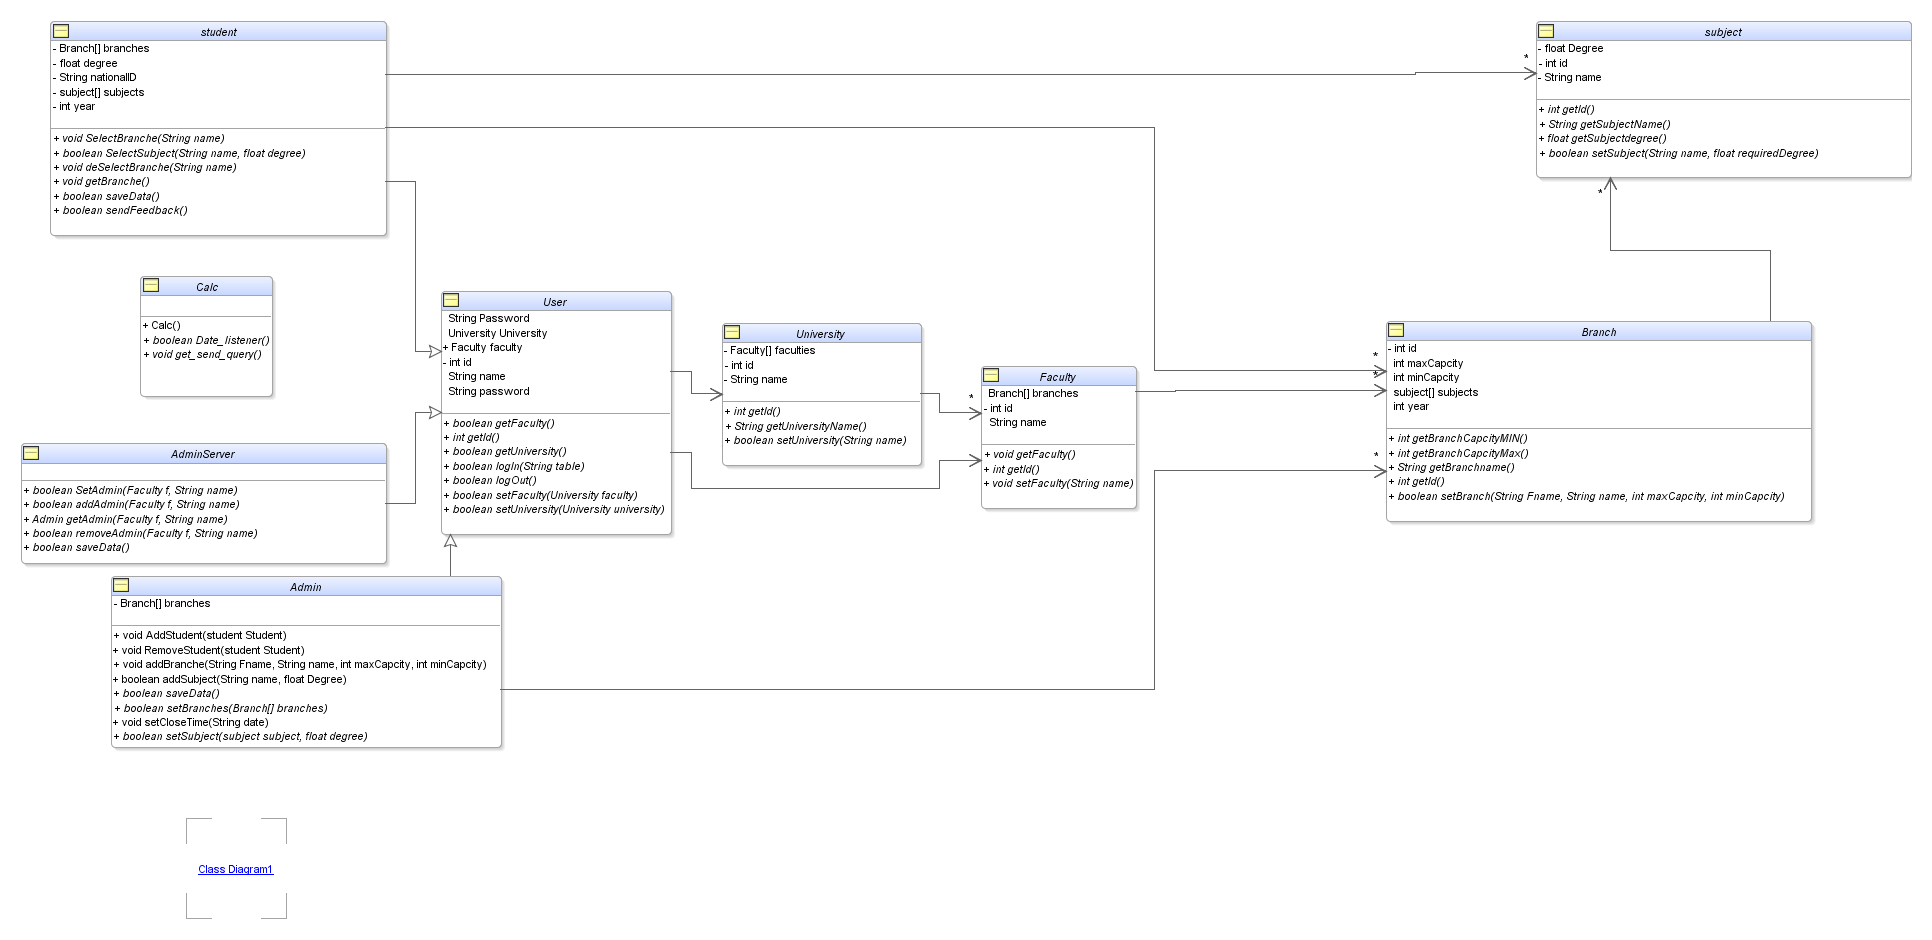 student
- Branch[] branches
- float degree
- String nationalID
- subject[] subjects
- int year
+ void SelectBranche(String name)
+ boolean SelectSubject(String name, float degree)
+ void deSelectBranche(String name)
+ void getBranche()
+ boolean saveData()
+ boolean sendFeedback()
subject
- float Degree
- int id
- String name
+ int getId()
+ String getSubjectName()
+ float getSubjectdegree()
+ boolean setSubject(String name, float requiredDegree)
*
*
Calc
+ Calc()
+ boolean Date_listener()
+ void get_send_query()
User
String Password
University University
+ Faculty faculty
- int id
String name
String password
+ boolean getFaculty()
+ int getId()
+ boolean getUniversity()
+ boolean logIn(String table)
+ boolean logOut()
+ boolean setFaculty(University faculty)
+ boolean setUniversity(University university)
University
- Faculty[] faculties
- int id
- String name
+ int getId()
+ String getUniversityName()
+ boolean setUniversity(String name)
*
Faculty
Branch[] branches
- int id
String name
+ void getFaculty()
+ int getId()
+ void setFaculty(String name)
*
*
*
Branch
- int id
int maxCapcity
int minCapcity
subject[] subjects
int year
+ int getBranchCapcityMIN()
+ int getBranchCapcityMax()
+ String getBranchname()
+ int getId()
+ boolean setBranch(String Fname, String name, int maxCapcity, int minCapcity)
AdminServer
+ boolean SetAdmin(Faculty f, String name)
+ boolean addAdmin(Faculty f, String name)
+ Admin getAdmin(Faculty f, String name)
+ boolean removeAdmin(Faculty f, String name)
+ boolean saveData()
Admin
- Branch[] branches
+ void AddStudent(student Student)
+ void RemoveStudent(student Student)
+ void addBranche(String Fname, String name, int maxCapcity, int minCapcity)
+ boolean addSubject(String name, float Degree)
+ boolean saveData()
+ boolean setBranches(Branch[] branches)
+ void setCloseTime(String date)
+ boolean setSubject(subject subject, float degree)
Class Diagram1